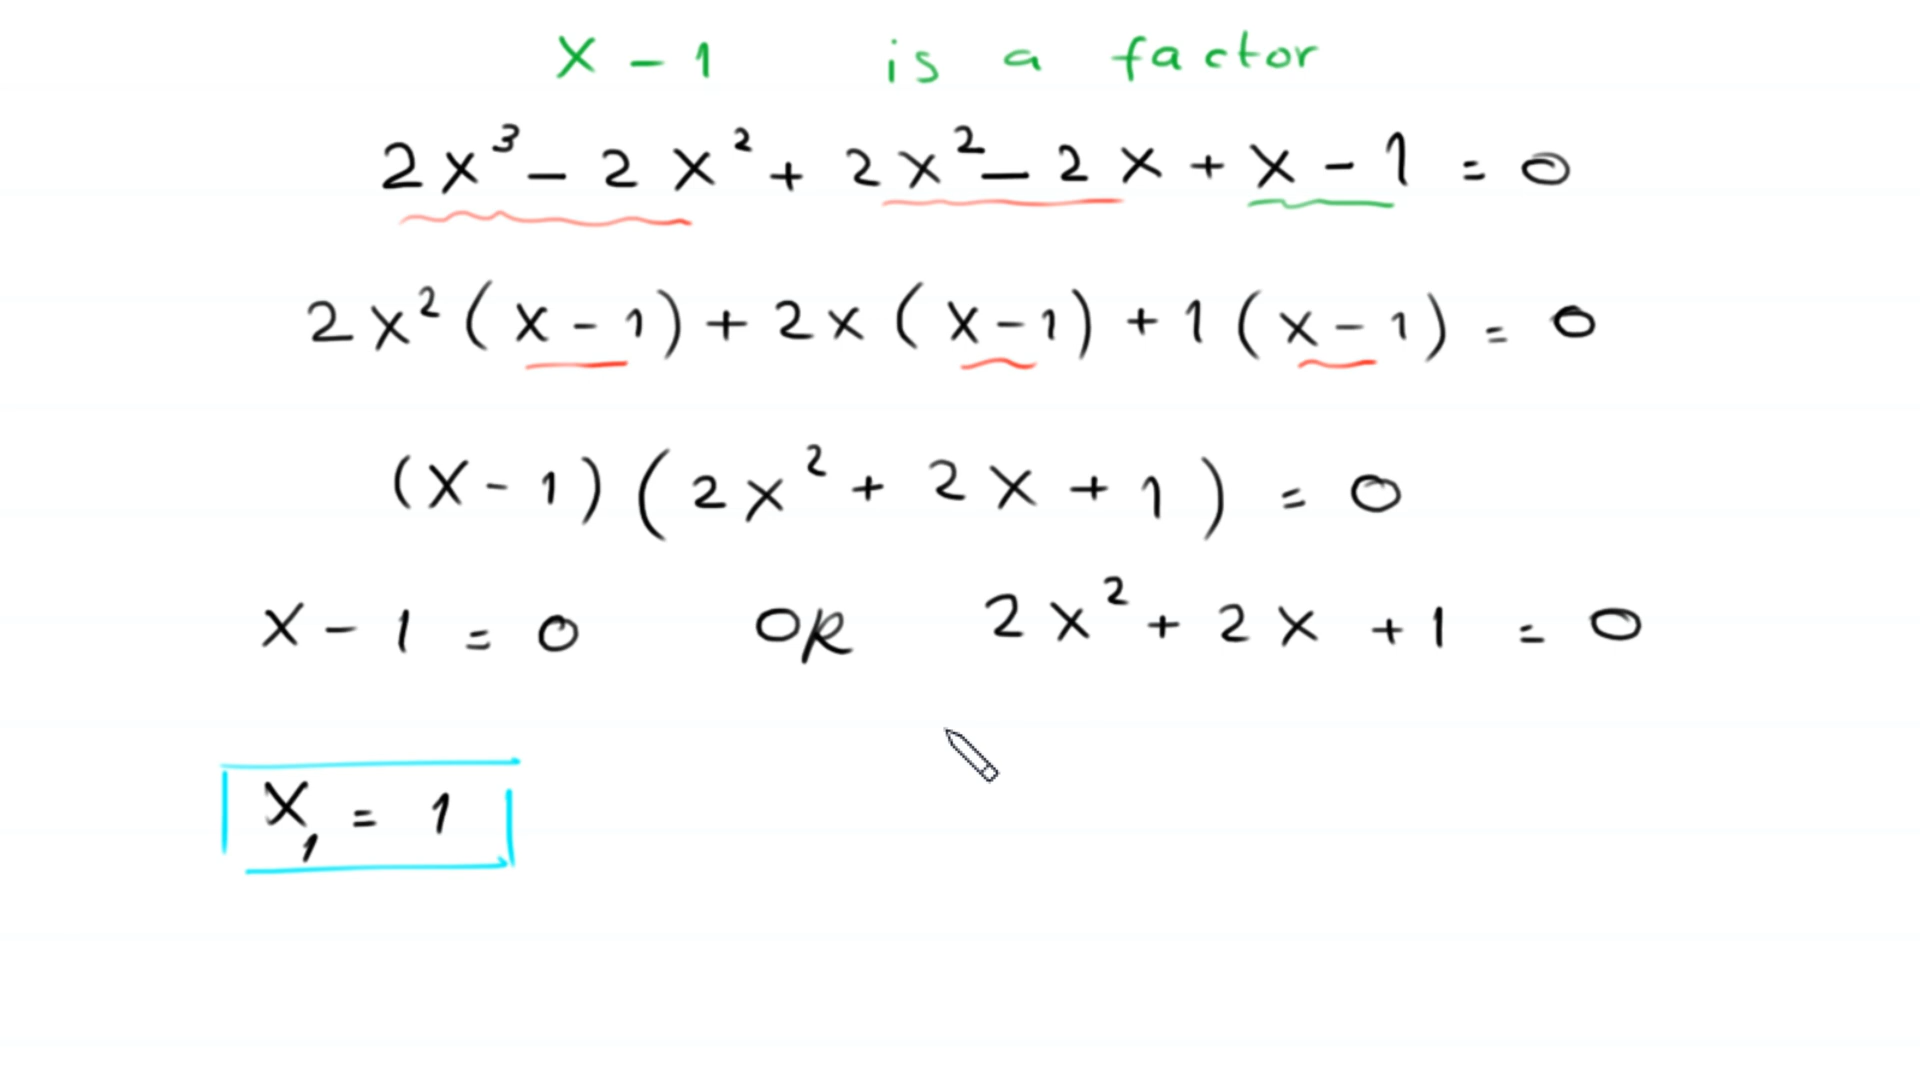 x - 1 is a factor
2x³ - 2x² + 2x² - 2x + x - 1 = 0
2x²(x - 1) + 2x(x - 1) + 1(x - 1) = 0
(x - 1)(2x² + 2x + 1) = 0
x - 1 = 0 OR 2x² + 2x + 1 = 0
x₁ = 1